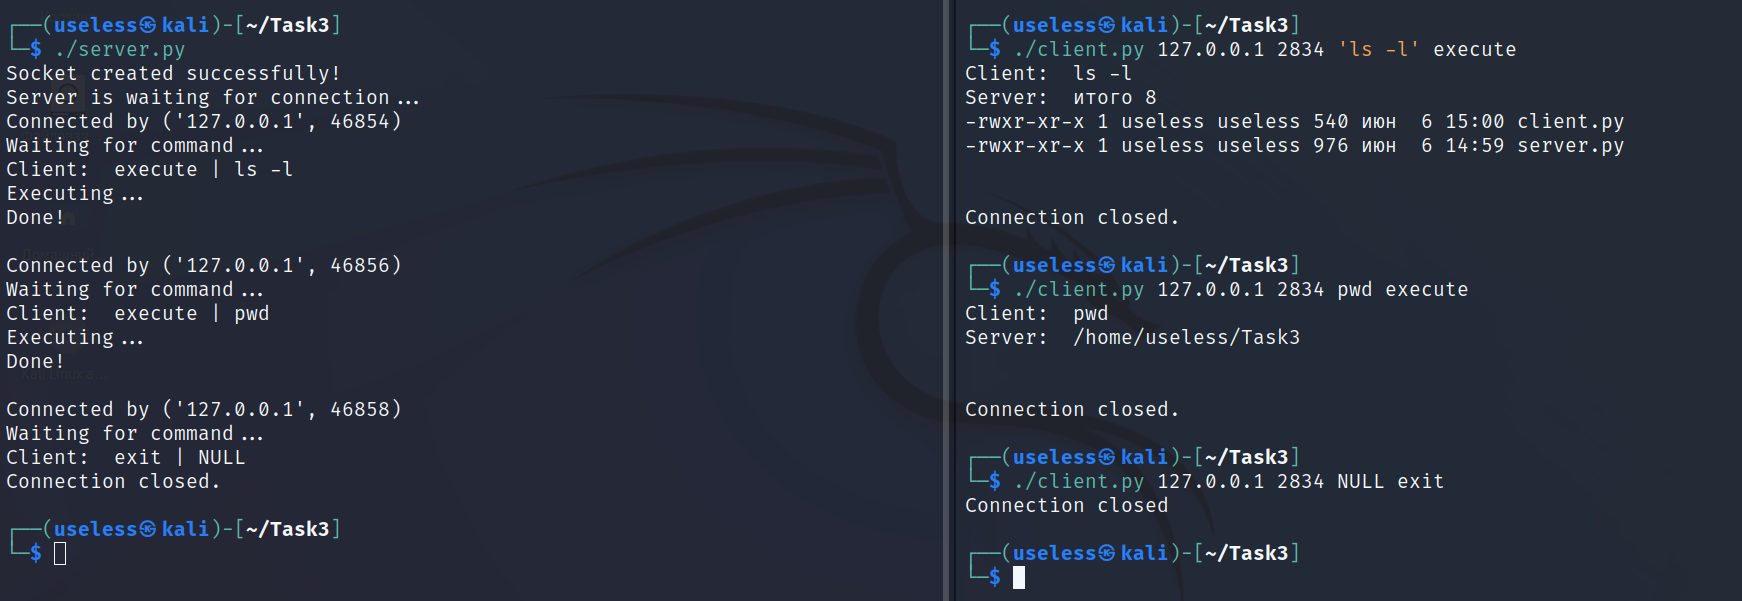 ┌──(useless㉿kali)-[~/Task3]
└─$ ./server.py
Socket created successfully!
Server is waiting for connection...
Connected by ('127.0.0.1', 46854)
Waiting for command...
Client:  execute | ls -l
Executing...
Done!
Connected by ('127.0.0.1', 46856)
Waiting for command...
Client:  execute | pwd
Executing...
Done!
Connected by ('127.0.0.1', 46858)
Waiting for command...
Client:  exit | NULL
Connection closed.
┌──(useless㉿kali)-[~/Task3]
└─$
┌──(useless㉿kali)-[~/Task3]
└─$ ./client.py 127.0.0.1 2834 'ls -l' execute
Client:  ls -l
Server:  итого 8
-rwxr-xr-x 1 useless useless 540 июн  6 15:00 client.py
-rwxr-xr-x 1 useless useless 976 июн  6 14:59 server.py
Connection closed.
┌──(useless㉿kali)-[~/Task3]
└─$ ./client.py 127.0.0.1 2834 pwd execute
Client:  pwd
Server:  /home/useless/Task3
Connection closed.
┌──(useless㉿kali)-[~/Task3]
└─$ ./client.py 127.0.0.1 2834 NULL exit
Connection closed
┌──(useless㉿kali)-[~/Task3]
└─$